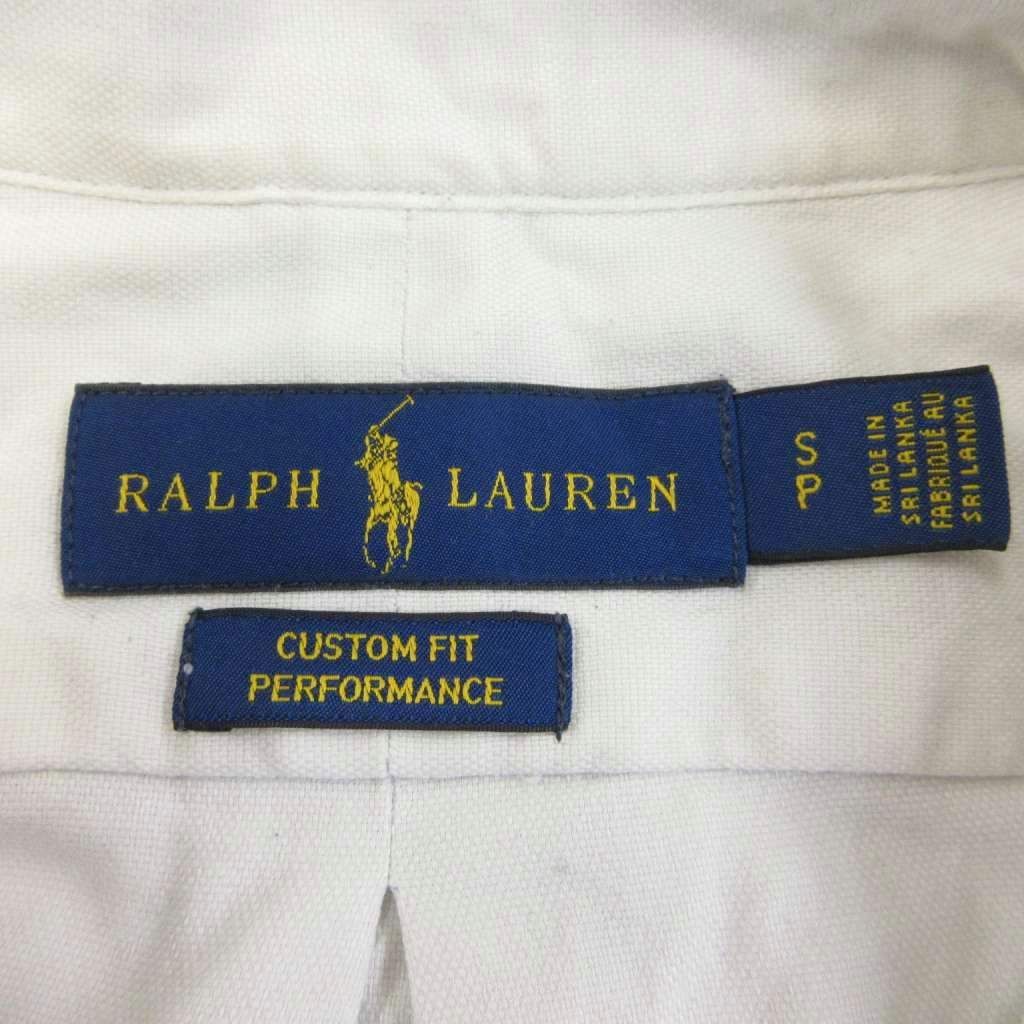 RALPH LAUREN
S
P
MADE IN
SRI LANKA
FABRIQUÉ AU
SRI LANKA
CUSTOM FIT
PERFORMANCE